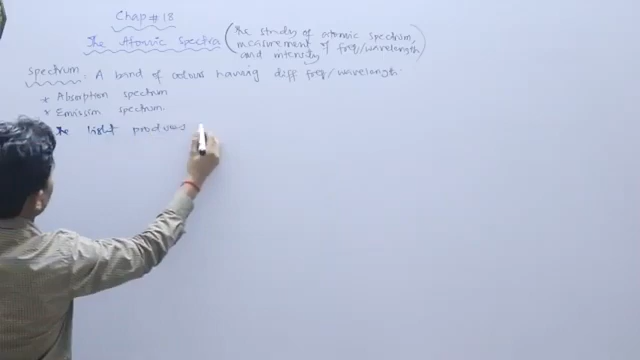 Chap # 18
The Atomic Spectra (The study of atomic spectrum, measurement of freq/wavelength and intensity)
Spectrum: A band of colours having diff freq/wavelength.
* Absorption spectrum
* Emission spectrum.
The light produces